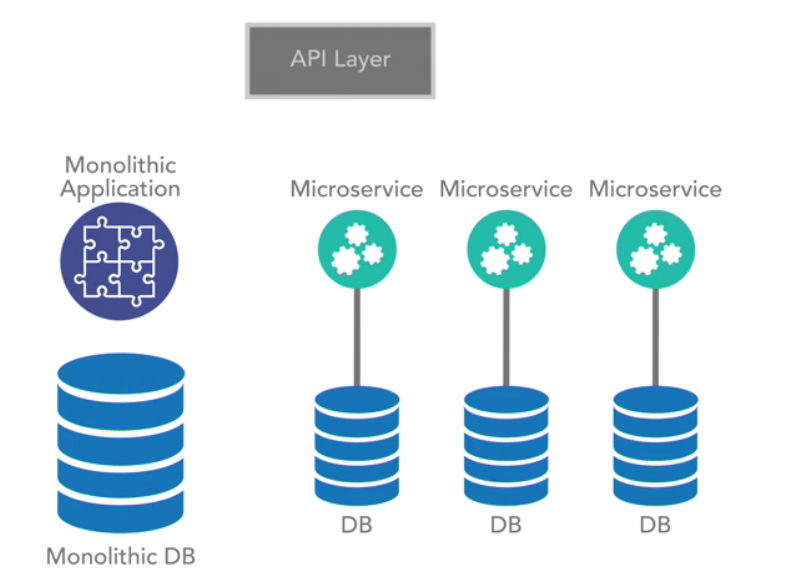 API Layer
Monolithic
Application
Microservice
Microservice
Microservice
DB
DB
DB
Monolithic DB